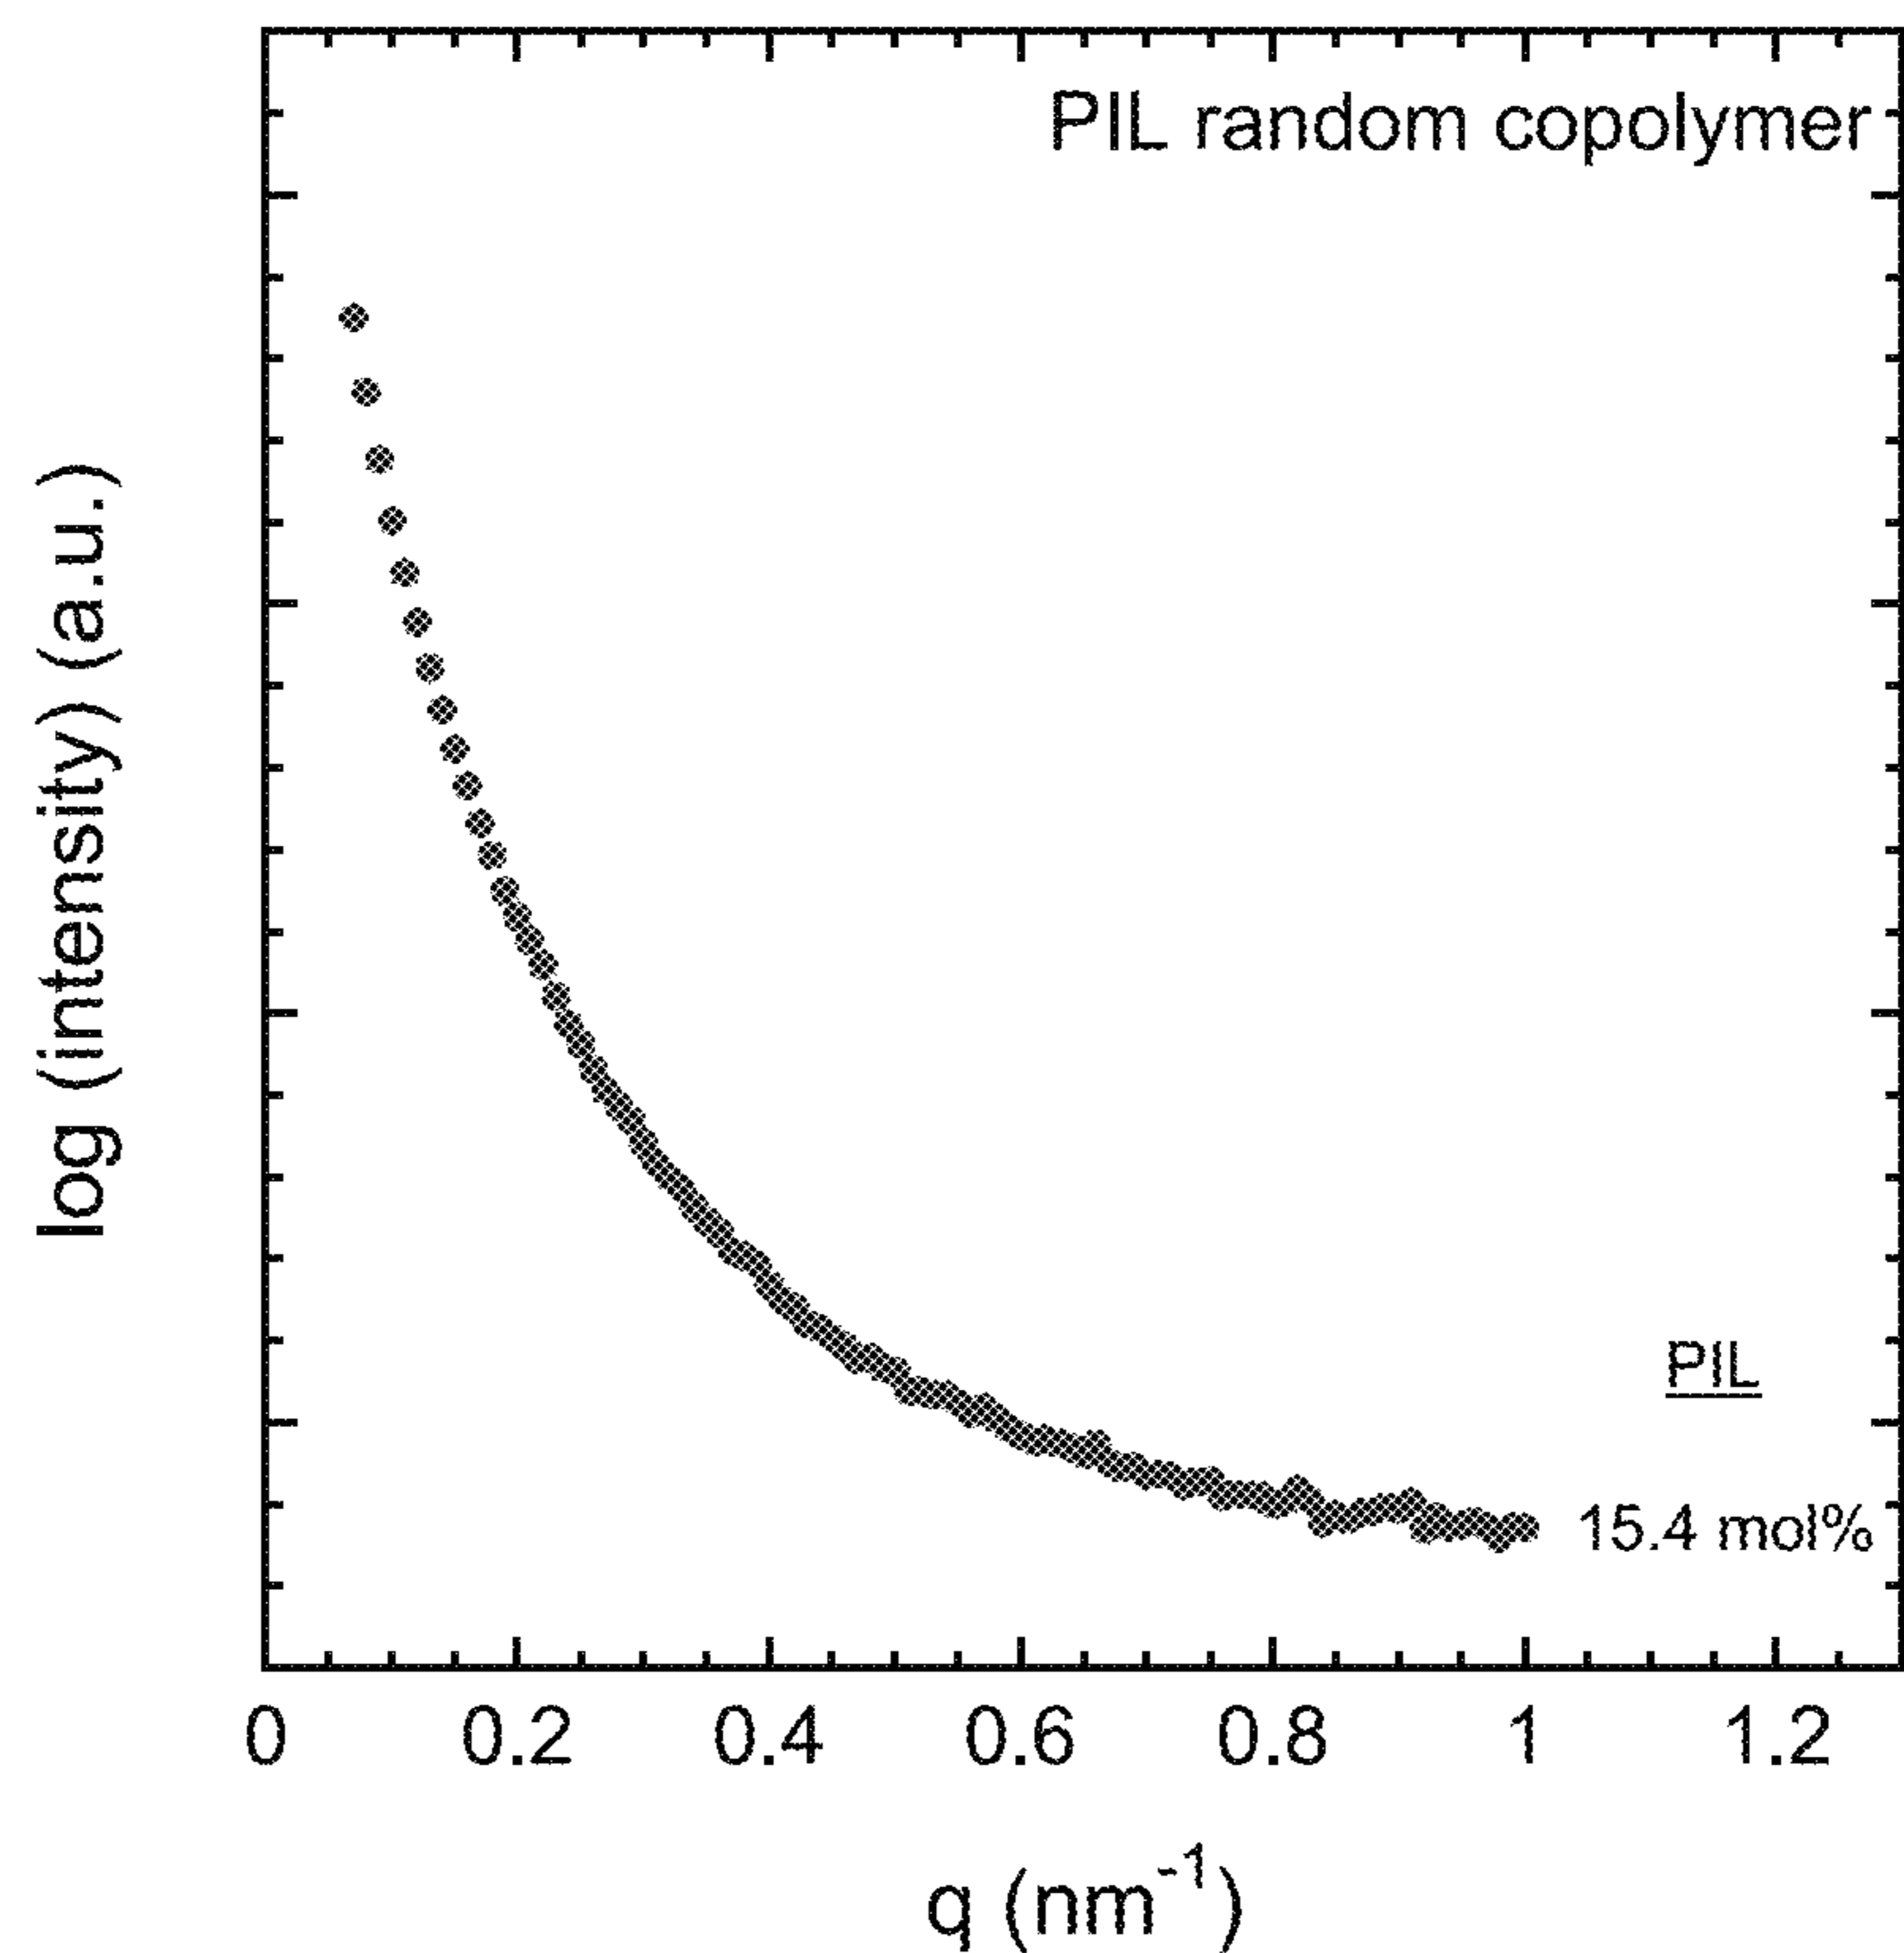 PIL random copolymer
log (intensity) (a.u.)
PIL
15.4 mol%
0 0.2 0.4 0.6 0.8 1 1.2
q (nm⁻¹)